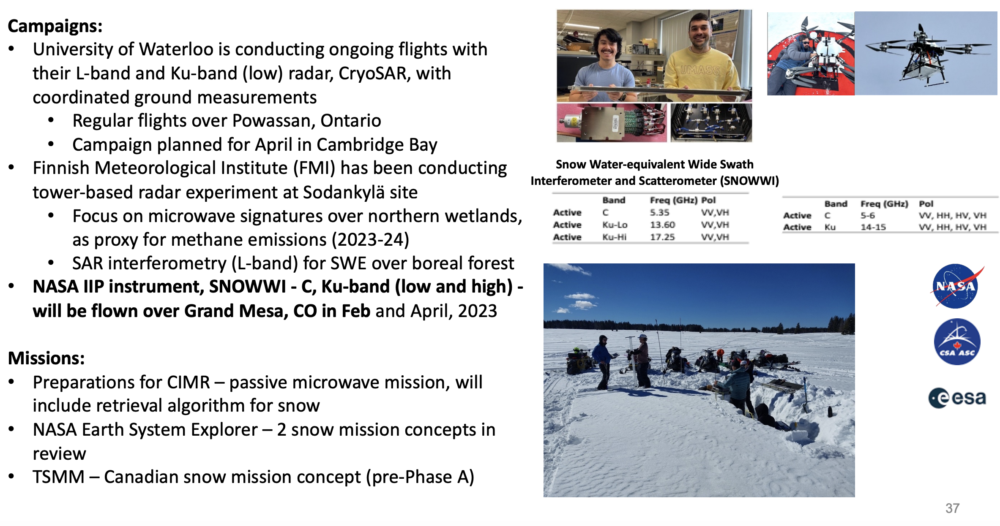 Campaigns:
• University of Waterloo is conducting ongoing flights with
their L-band and Ku-band (low) radar, CryoSAR, with
coordinated ground measurements
• Regular flights over Powassan, Ontario
• Campaign planned for April in Cambridge Bay
• Finnish Meteorological Institute (FMI) has been conducting
tower-based radar experiment at Sodankylä site
• Focus on microwave signatures over northern wetlands,
as proxy for methane emissions (2023-24)
• SAR interferometry (L-band) for SWE over boreal forest
• NASA IIP instrument, SNOWWI - C, Ku-band (low and high) -
will be flown over Grand Mesa, CO in Feb and April, 2023
Missions:
• Preparations for CIMR – passive microwave mission, will
include retrieval algorithm for snow
• NASA Earth System Explorer – 2 snow mission concepts in
review
• TSMM – Canadian snow mission concept (pre-Phase A)
UMASS
Snow Water-equivalent Wide Swath
Interferometer and Scatterometer (SNOWWI)
Band Freq (GHz) Pol
Active C 5.35 VV,VH
Active Ku-Lo 13.60 VV,VH
Active Ku-Hi 17.25 VV,VH
Band Freq (GHz) Pol
Active C 5-6 VV, HH, HV, VH
Active Ku 14-15 VV, HH, HV, VH
NASA
CSA ASC
esa
37